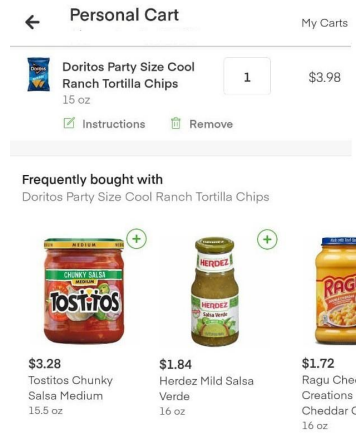 Personal Cart
My Carts
Doritos Party Size Cool
Ranch Tortilla Chips
1
$3.98
15 oz
Instructions
Remove
Frequently bought with
Doritos Party Size Cool Ranch Tortilla Chips
Doritos
MEDIUM
CHUNKY SALSA
MEDIUM
TOSTITOS
HERDEZ
HERDEZ
Salsa Verde
RAG
$3.28
Tostitos Chunky
Salsa Medium
15.5 oz
$1.84
Herdez Mild Salsa
Verde
16 oz
$1.72
Ragu Chee
Creations
Cheddar C
16 oz